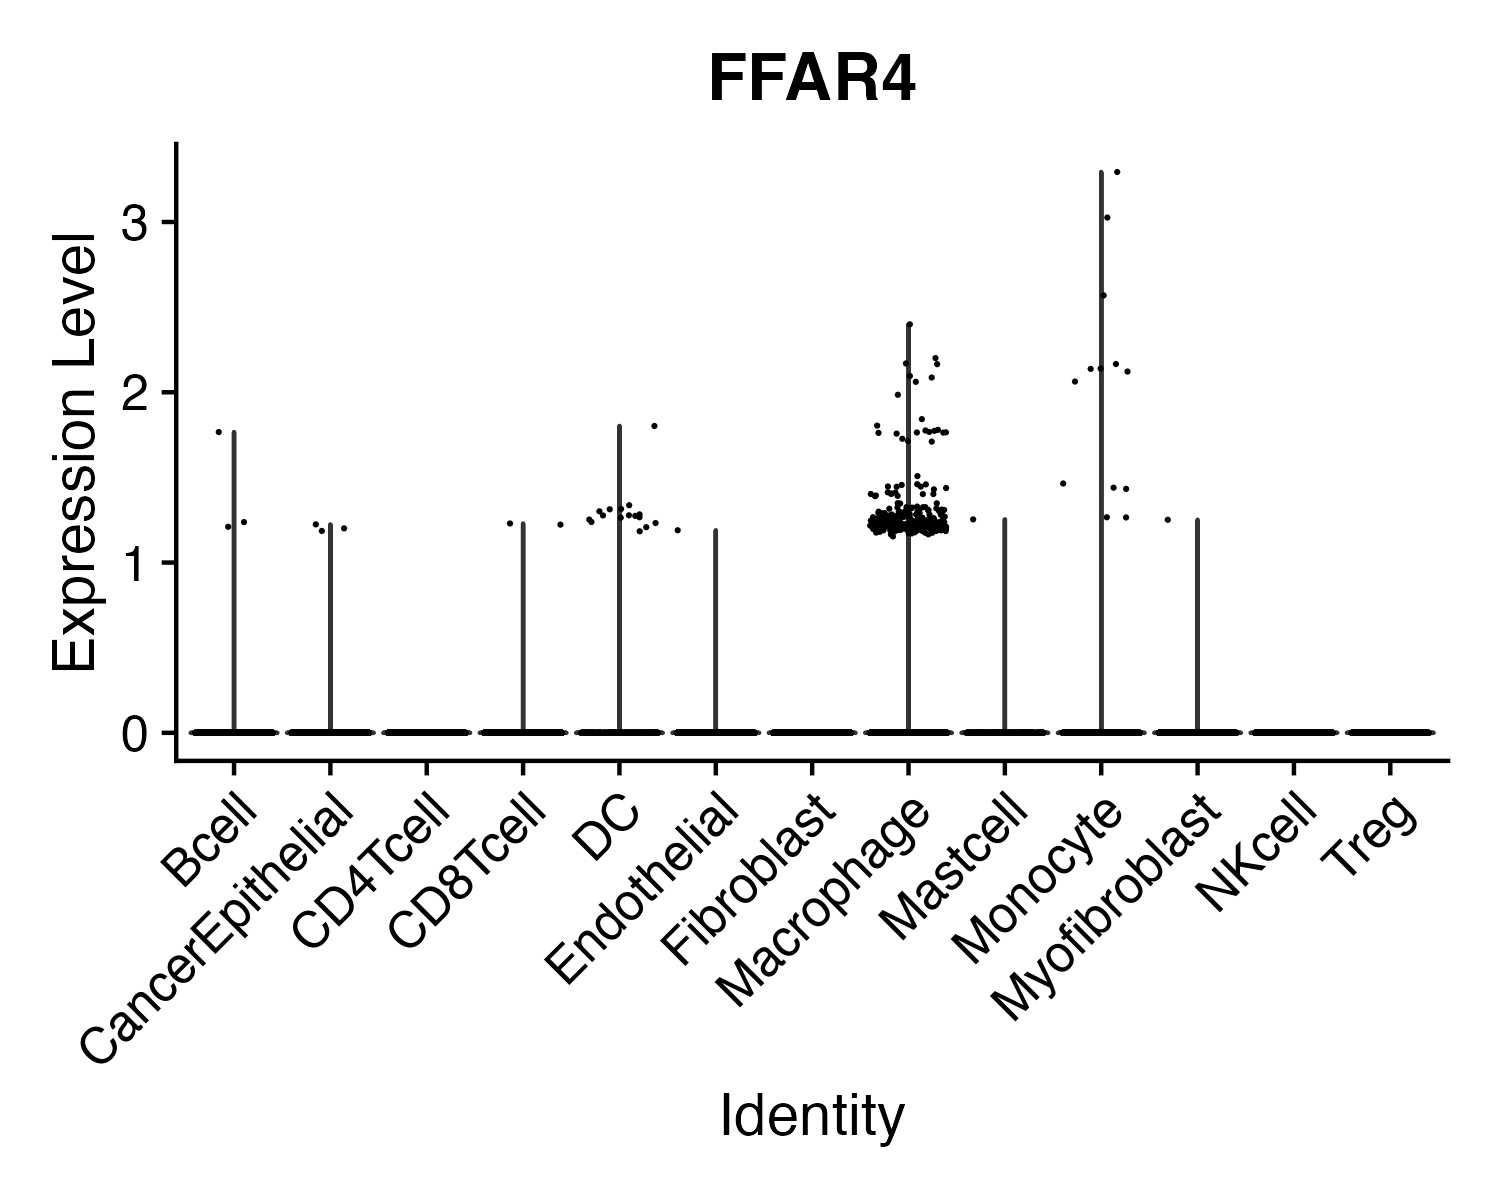 FFAR4
Expression Level
3
2
1
0
Bcell
CancerEpithelial
CD4Tcell
CD8Tcell
DC
Endothelial
Fibroblast
Macrophage
Mastcell
Monocyte
Myofibroblast
NKcell
Treg
Identity